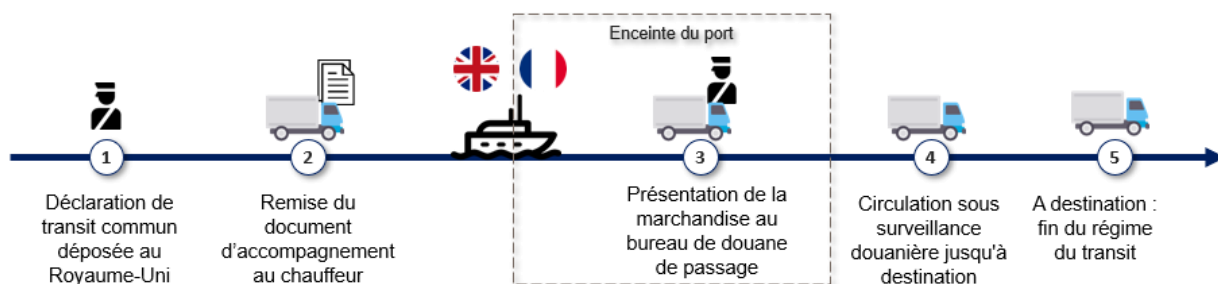 Enceinte du port
1
Déclaration de
transit commun
déposée au
Royaume-Uni
2
Remise du
document
d'accompagnement
au chauffeur
3
Présentation de la
marchandise au
bureau de douane
de passage
4
Circulation sous
surveillance
douanière jusqu'à
destination
5
A destination :
fin du régime
du transit